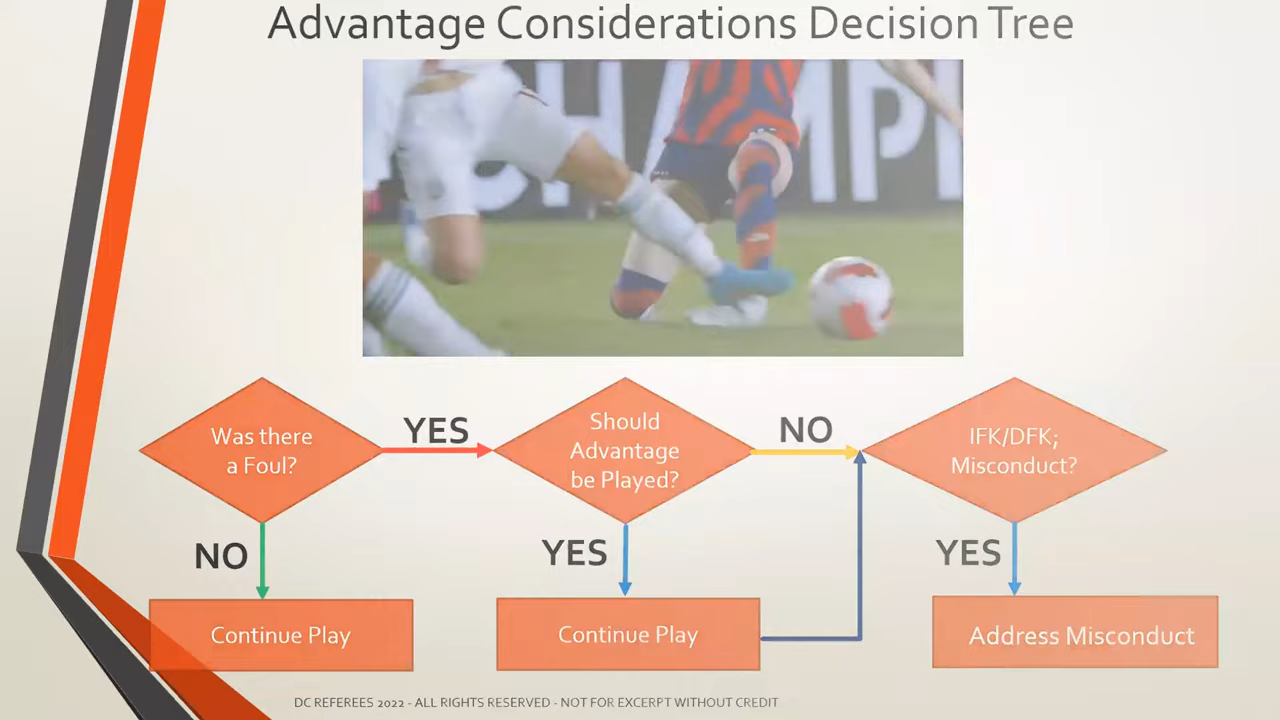 Advantage Considerations Decision Tree
CHAMPI
Was there
a Foul?
YES
Should
Advantage
be Played?
NO
IFK/DFK;
Misconduct?
NO
YES
YES
Continue Play
Continue Play
Address Misconduct
DC REFEREES 2022 - ALL RIGHTS RESERVED - NOT FOR EXCERPT WITHOUT CREDIT